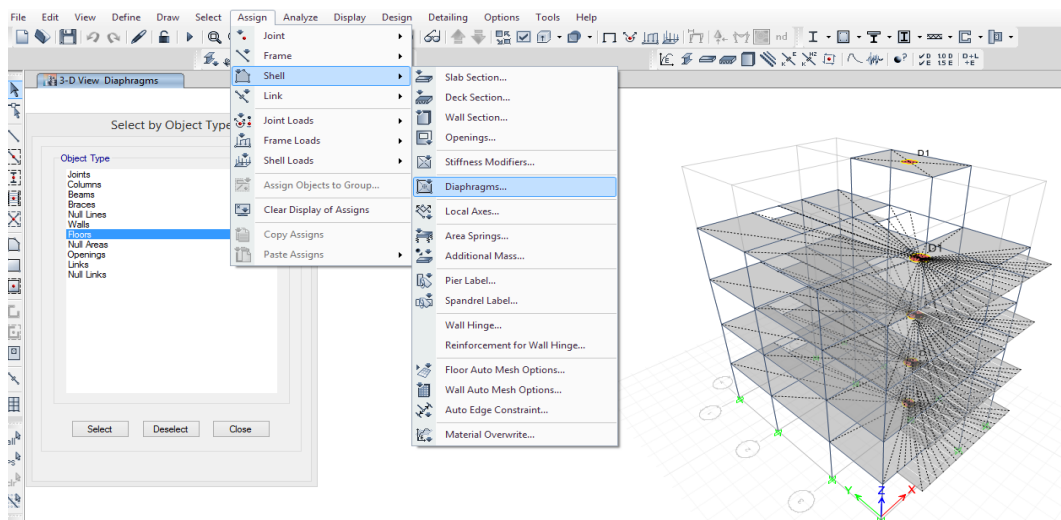 File Edit View Define Draw Select Assign Analyze Display Design Detailing Options Tools Help
nd
3-D View Diaphragms
Select by Object Type
Object Type
Joints
Columns
Beams
Braces
Null Lines
Walls
Floors
Null Areas
Openings
Links
Null Links
Select Deselect Close
Joint
Frame
Shell
Link
Joint Loads
Frame Loads
Shell Loads
Assign Objects to Group...
Clear Display of Assigns
Copy Assigns
Paste Assigns
Slab Section...
Deck Section...
Wall Section...
Openings...
Stiffness Modifiers...
Diaphragms...
Local Axes...
Area Springs...
Additional Mass...
Pier Label...
Spandrel Label...
Wall Hinge...
Reinforcement for Wall Hinge...
Floor Auto Mesh Options...
Wall Auto Mesh Options...
Auto Edge Constraint...
Material Overwrite...
D1
D1
Y Z X